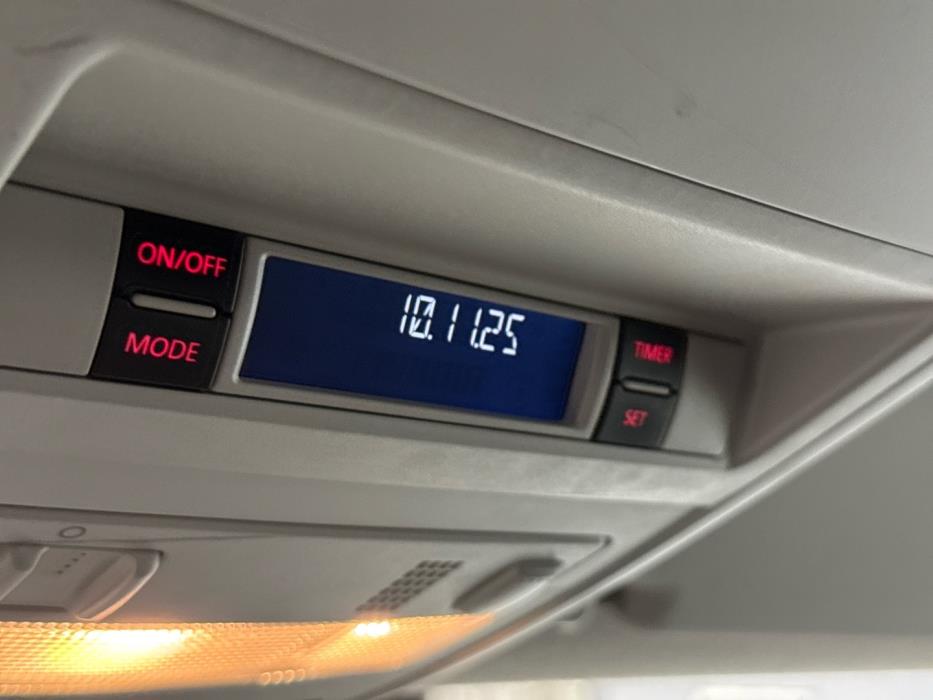 ON/OFF
MODE
10.11.25
TIMER
SET